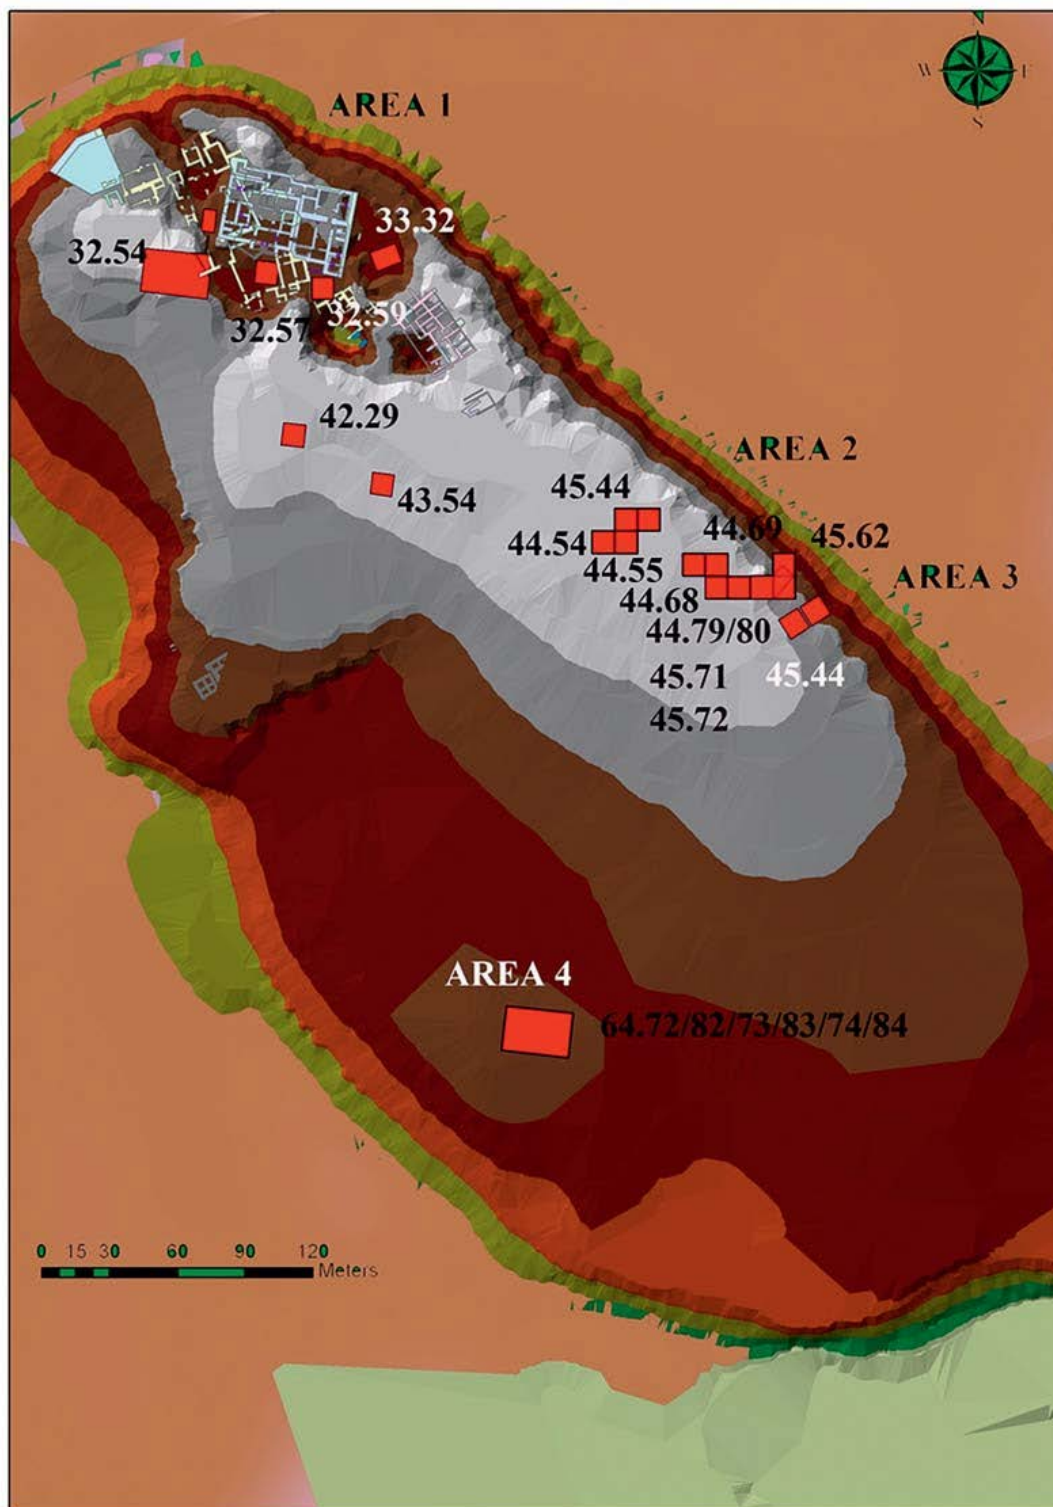 N
W
E
S
AREA 1
33.32
32.54
32.57
32.59
42.29
43.54
AREA 2
45.44
44.69
45.62
44.54
44.55
AREA 3
44.68
44.79/80
45.71
45.44
45.72
AREA 4
64.72/82/73/83/74/84
0 15 30 60 90 120
Meters